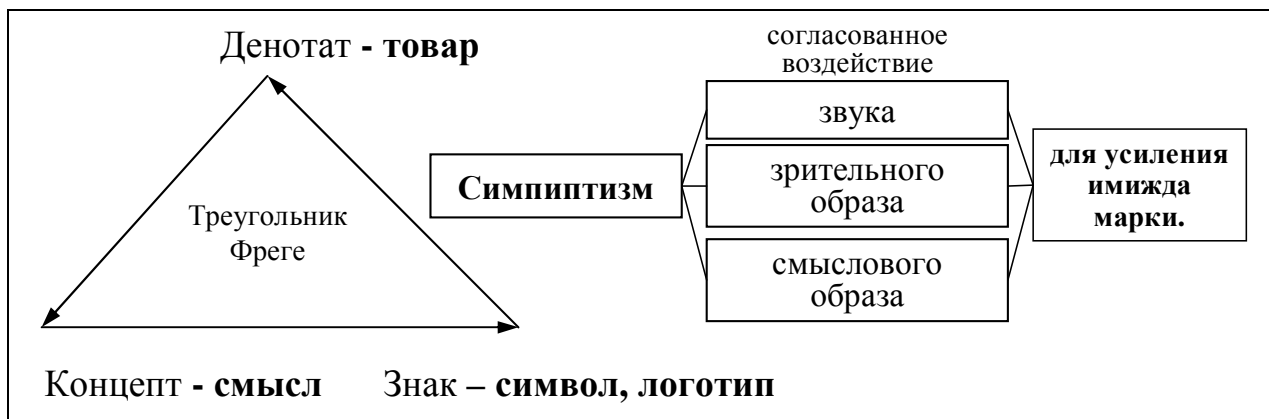 Денотат - товар
Треугольник
Фреге
Концепт - смысл
Знак – символ, логотип
Симпиптизм
согласованное
воздействие
звука
зрительного
образа
смыслового
образа
для усиления
имижда
марки.